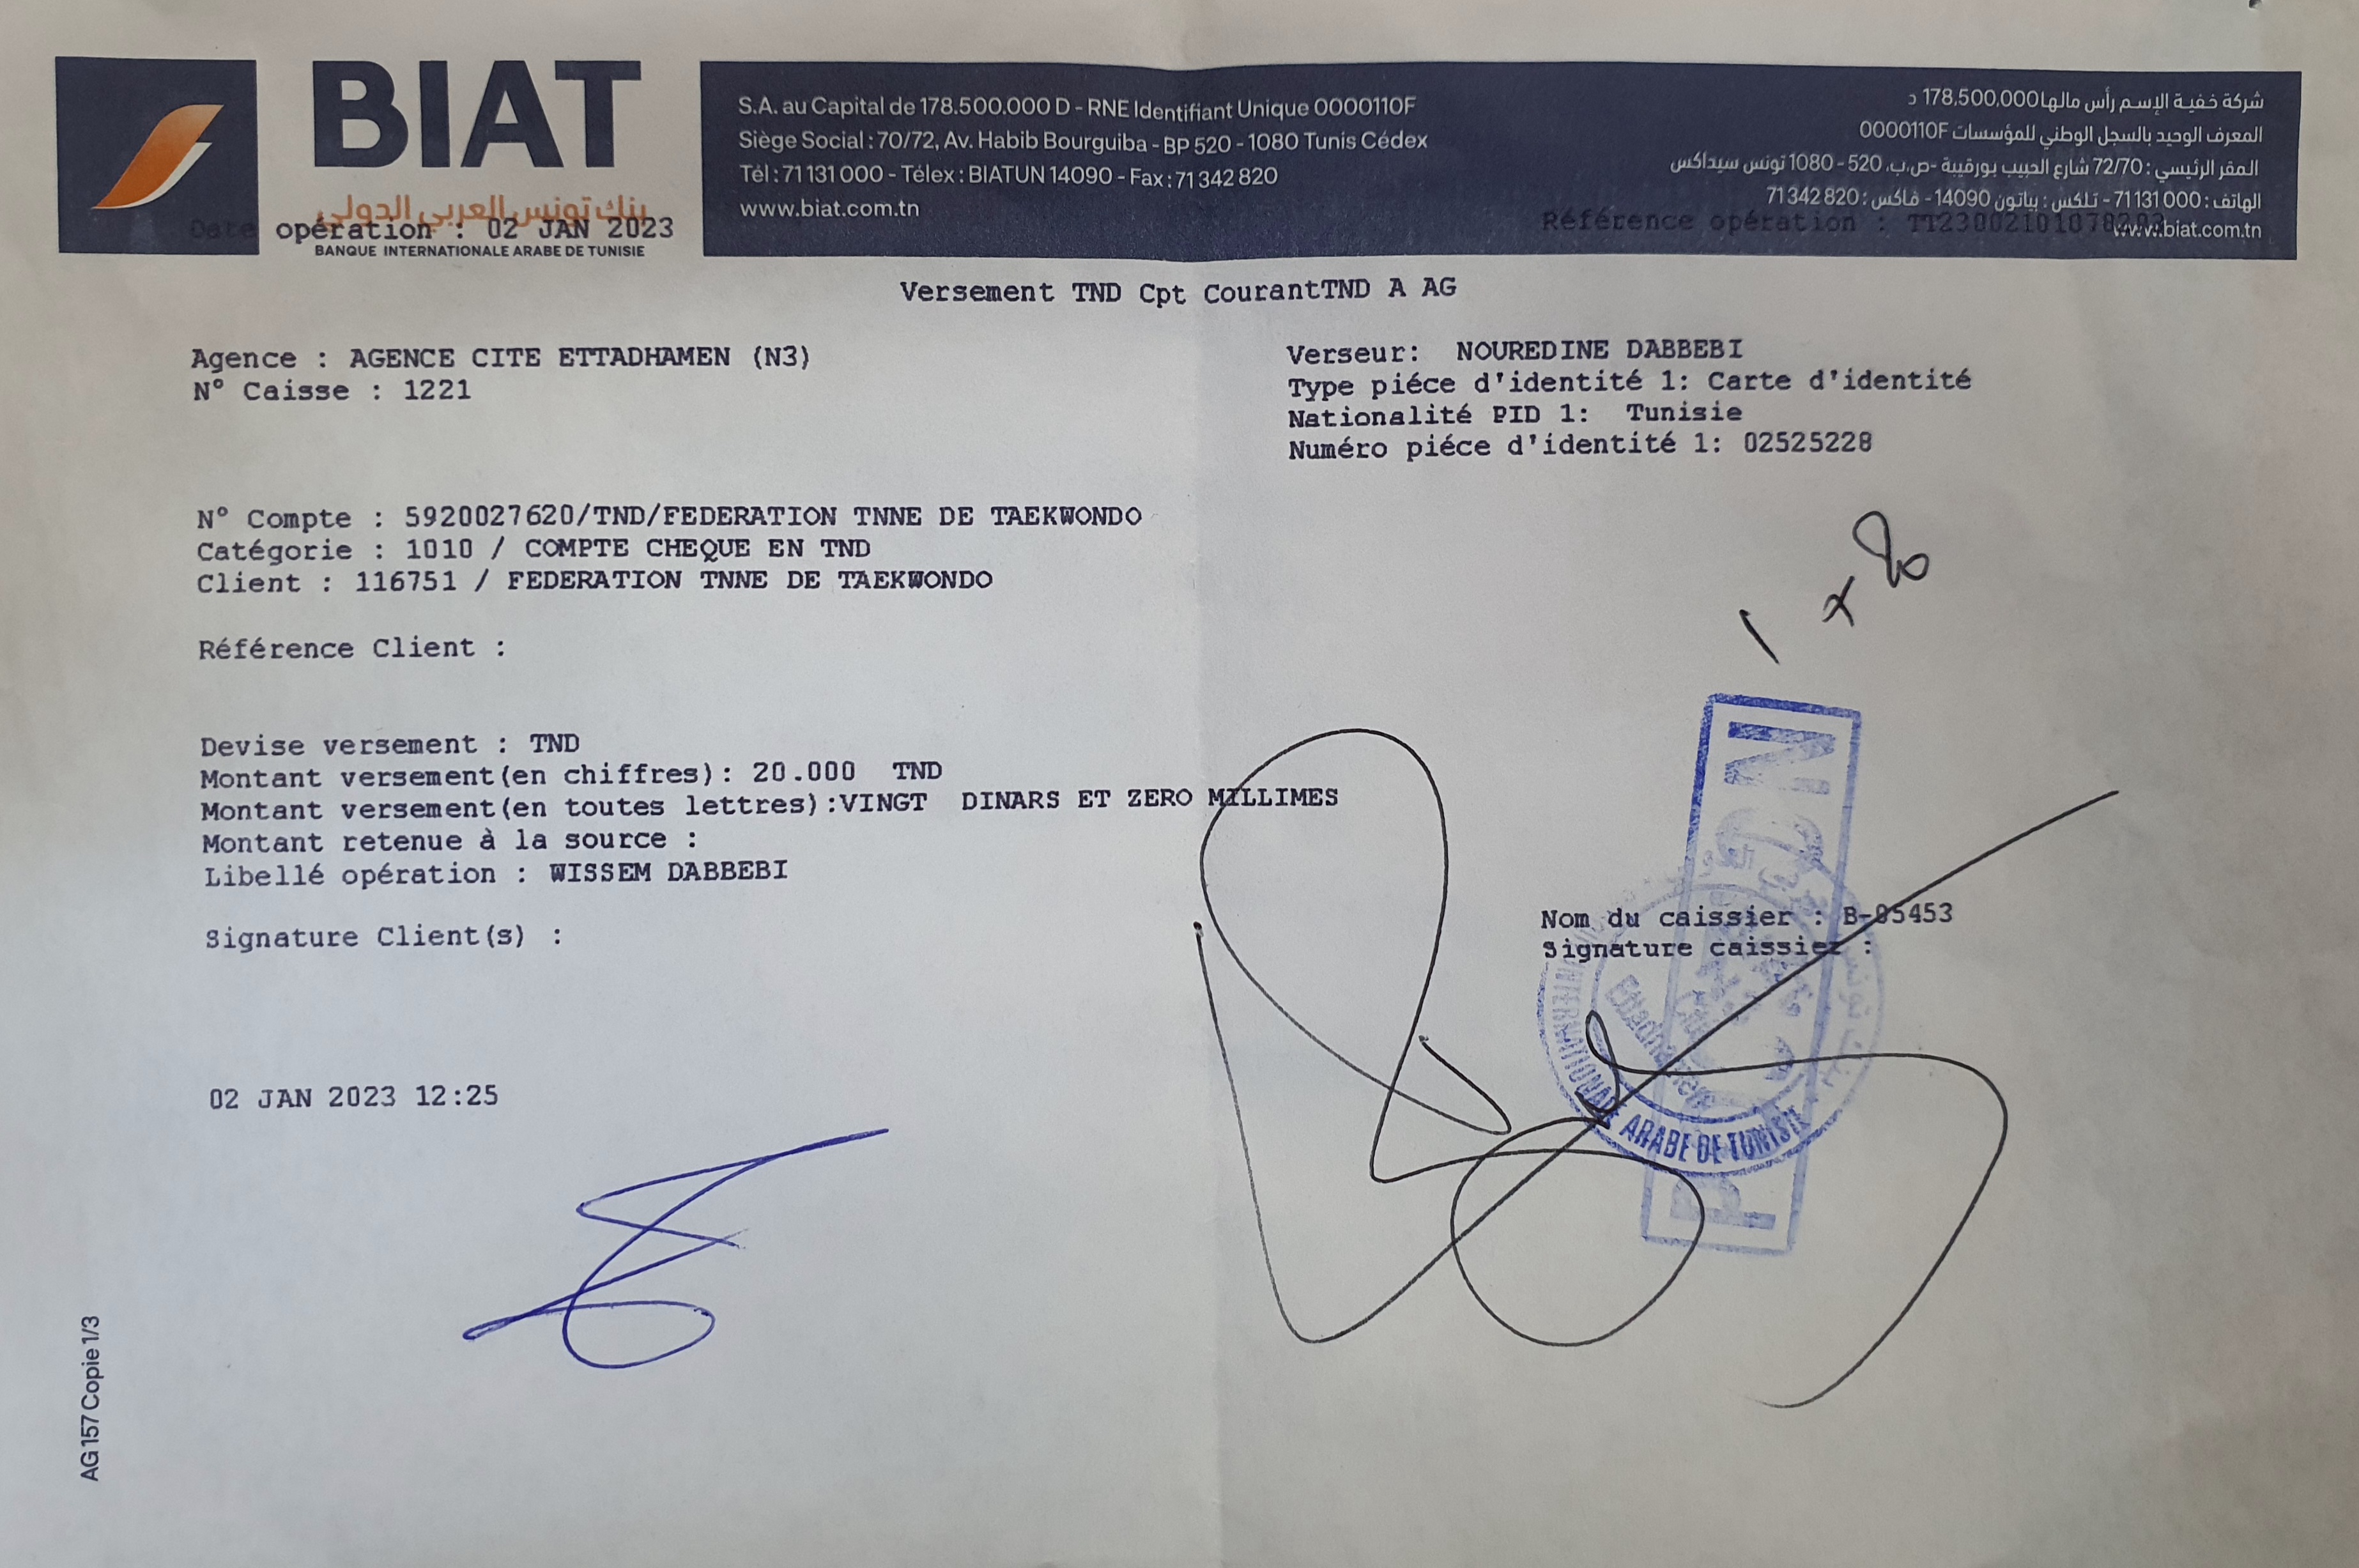 BIAT
بنك تونس العربي الدولي
BANQUE INTERNATIONALE ARABE DE TUNISIE
S.A. au Capital de 178.500.000 D - RNE Identifiant Unique 0000110F
Siège Social : 70/72, Av. Habib Bourguiba - BP 520 - 1080 Tunis Cédex
Tél : 71 131 000 - Télex : BIATUN 14090 - Fax : 71 342 820
www.biat.com.tn
شركة خفية الإسم رأس مالها 178,500,000 د
المعرف الوحيد بالسجل الوطني للمؤسسات 0000110F
المقر الرئيسي : 72/70 شارع الحبيب بورقيبة -ص.ب. 520 - 1080 تونس سيداكس
الهاتف : 71 131 000 - تلكس : بياتون 14090 - فاكس : 71 342 820
www.biat.com.tn
Date opération : 02 JAN 2023
Référence opération :
Versement TND Cpt CourantTND A AG
Agence : AGENCE CITE ETTADHAMEN (N3)
N° Caisse : 1221
Verseur: NOUREDINE DABBEBI
Type piéce d'identité 1: Carte d'identité
Nationalité PID 1: Tunisie
Numéro piéce d'identité 1: 02525228
N° Compte : 5920027620/TND/FEDERATION TNNE DE TAEKWONDO
Catégorie : 1010 / COMPTE CHEQUE EN TND
Client : 116751 / FEDERATION TNNE DE TAEKWONDO
Référence Client :
1 x 20
Devise versement : TND
Montant versement(en chiffres): 20.000 TND
Montant versement(en toutes lettres):VINGT DINARS ET ZERO MILLIMES
Montant retenue à la source :
Libellé opération : WISSEM DABBEBI
Signature Client(s) :
Nom du caissier : B-05453
Signature caissier :
INTERNATIONALE ARABE DE TUNISIE
Ettadhamen
02 JAN 2023 12:25
AG 157 Copie 1/3